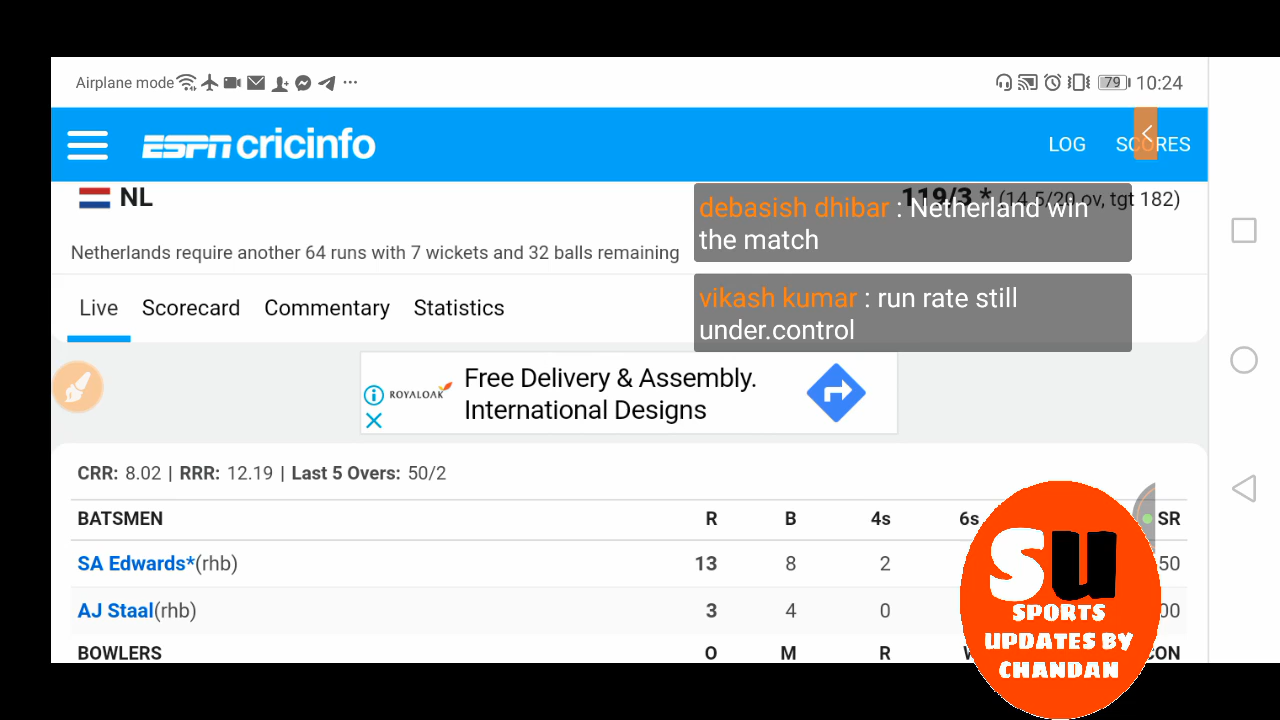 Airplane mode ... 79 10:24
ESPN cricinfo LOG SCORES
NL 119/3 * (14.5/20 ov, tgt 182)
debasish dhibar : Netherland win
the match
Netherlands require another 64 runs with 7 wickets and 32 balls remaining
vikash kumar : run rate still
under.control
Live Scorecard Commentary Statistics
ROYALOAK
Free Delivery & Assembly.
International Designs
CRR: 8.02 | RRR: 12.19 | Last 5 Overs: 50/2
BATSMEN R B 4s 6s SR
SA Edwards*(rhb) 13 8 2 50
AJ Staal(rhb) 3 4 0 00
BOWLERS O M R
SU
SPORTS
UPDATES BY
CHANDAN